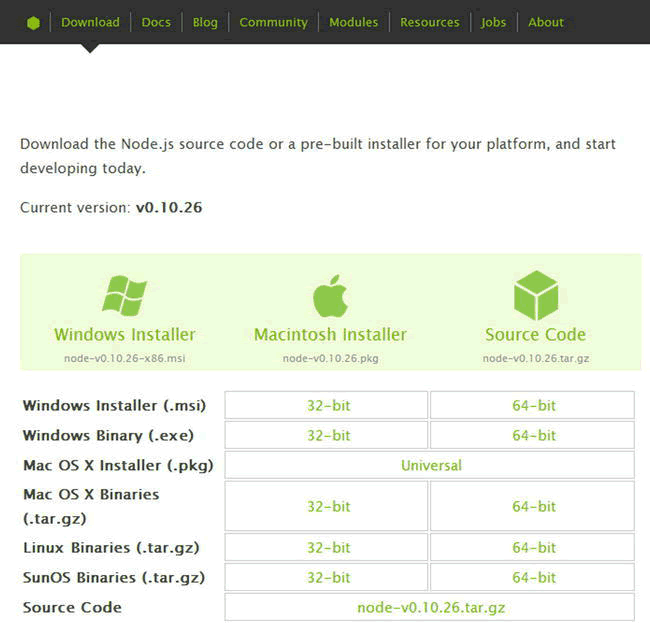 Download Docs Blog Community Modules Resources Jobs About
Download the Node.js source code or a pre-built installer for your platform, and start
developing today.
Current version: v0.10.26
Windows Installer Macintosh Installer Source Code
node-v0.10.26-x86.msi node-v0.10.26.pkg node-v0.10.26.tar.gz
Windows Installer (.msi) 32-bit 64-bit
Windows Binary (.exe) 32-bit 64-bit
Mac OS X Installer (.pkg) Universal
Mac OS X Binaries
(.tar.gz) 32-bit 64-bit
Linux Binaries (.tar.gz) 32-bit 64-bit
SunOS Binaries (.tar.gz) 32-bit 64-bit
Source Code node-v0.10.26.tar.gz